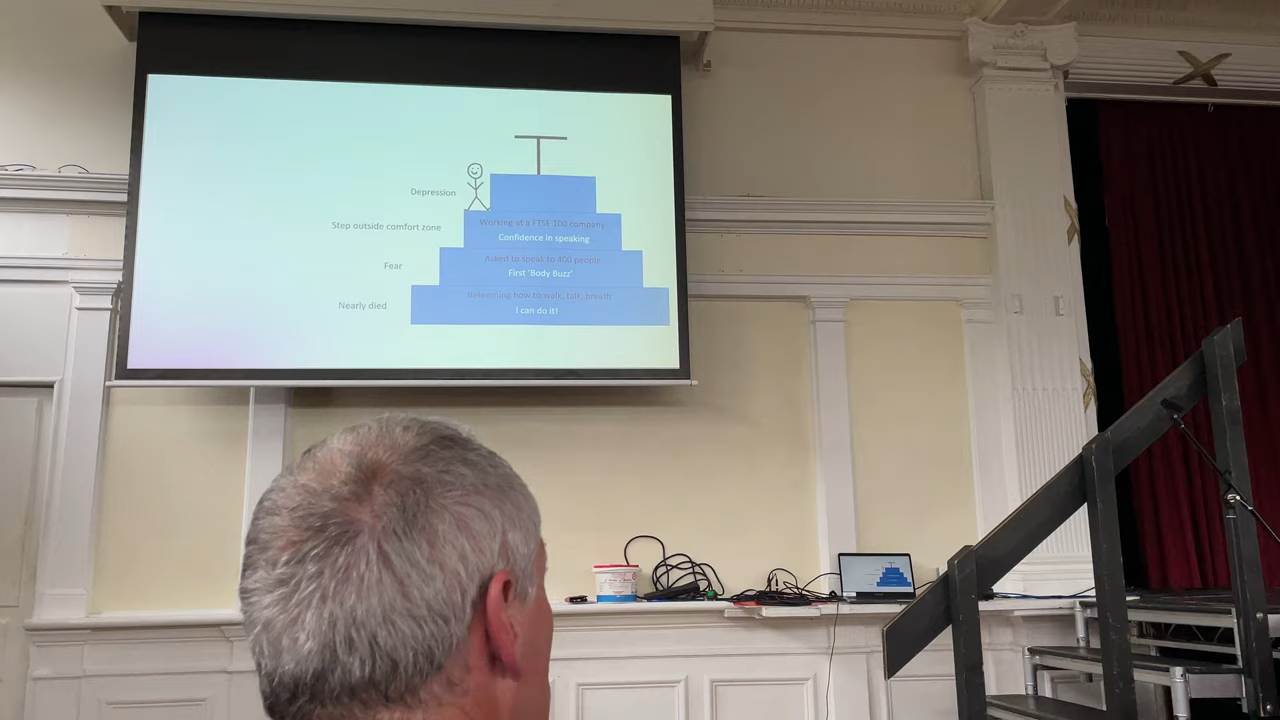 Depression
Step outside comfort zone
Working at a FTSE 100 company
Confidence in speaking
Fear
Asked to speak to 400 people
First 'Body Buzz'
Nearly died
Relearning how to walk, talk, breath
I can do it!